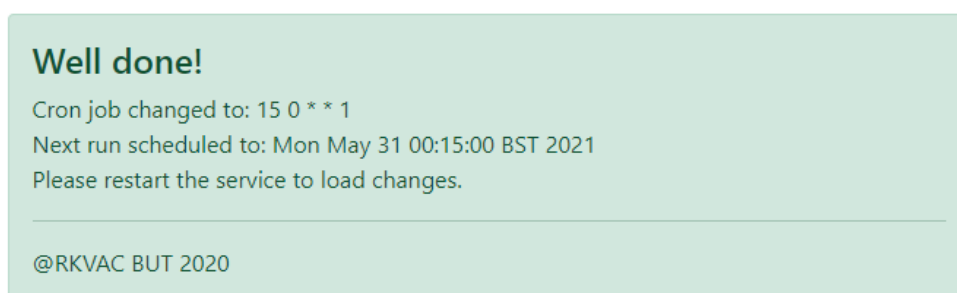 Well done!
Cron job changed to: 15 0 * * 1
Next run scheduled to: Mon May 31 00:15:00 BST 2021
Please restart the service to load changes.
@RKVAC BUT 2020